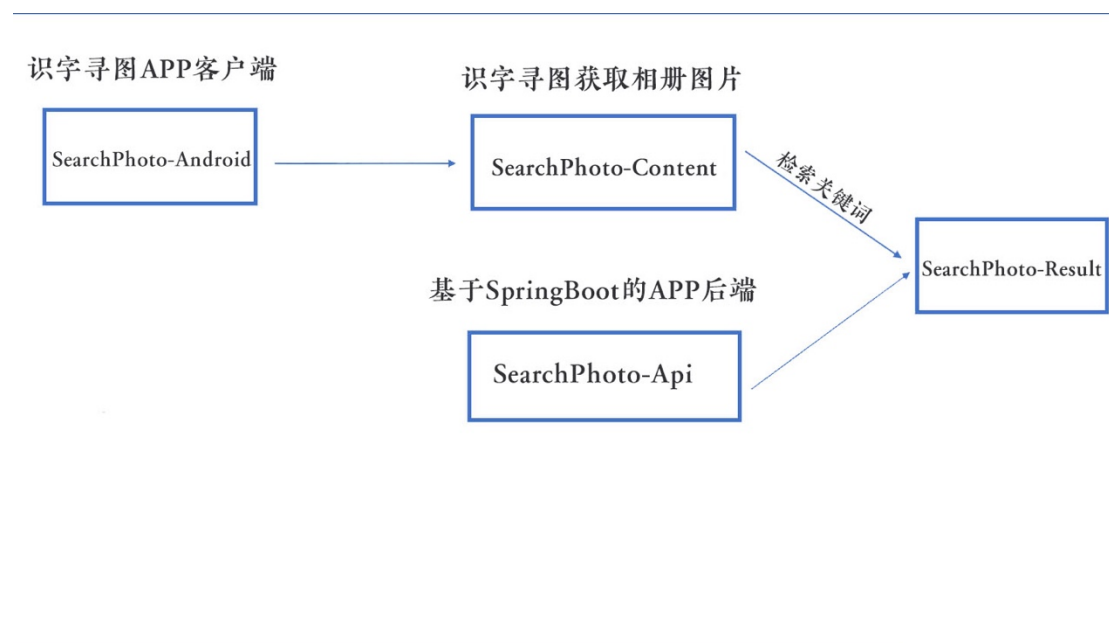 识字寻图APP客户端
SearchPhoto-Android
识字寻图获取相册图片
SearchPhoto-Content
检索关键词
SearchPhoto-Result
基于SpringBoot的APP后端
SearchPhoto-Api